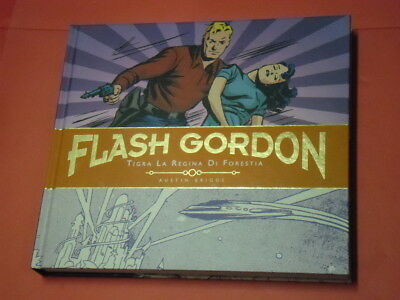 FLASH GORDON
TIGRA LA REGINA DI FORESTIA
AUSTIN BRIGGS